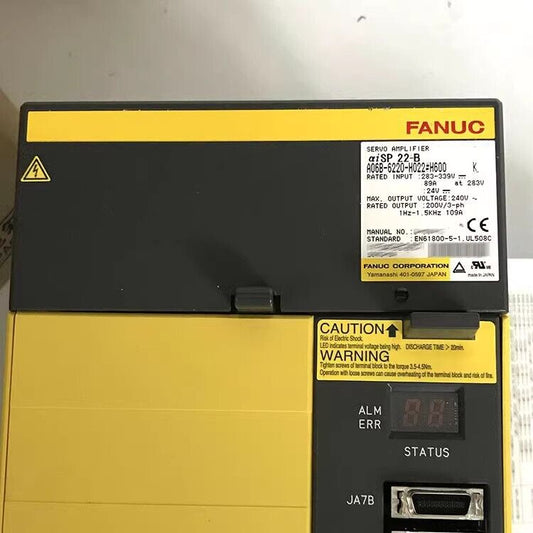 FANUC
SERVO AMPLIFIER
αiSP 22-B
A06B-6220-H022#H600 K
RATED INPUT : 283-339V
89A at 283V
:24V
MAX. OUTPUT VOLTAGE: 240V ~
RATED OUTPUT : 200V/3-ph
1Hz-1.5KHz 109A
MANUAL NO. :
STANDARD : EN61800-5-1.UL508C
CE
FANUC CORPORATION
Yamanashi 401-0597 JAPAN
made in JAPAN
CAUTION
Risk of Electric Shock.
LED indicates terminal voltage being high. DISCHARGE TIME > 20min.
WARNING
Tighten screws of terminal block to the torque 3.5-4.5Nm.
Operation with loose screws can cause overheating of the terminal block and risk of fire.
ALM
ERR
STATUS
JA7B